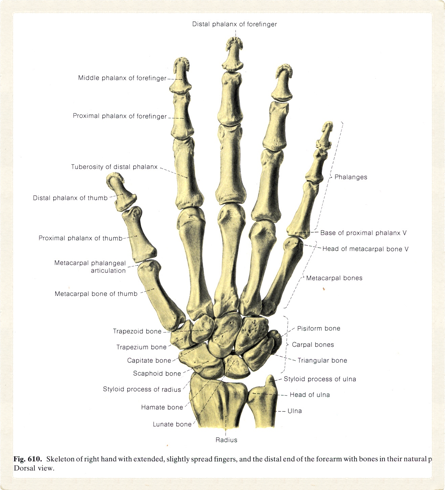 Distal phalanx of forefinger
Middle phalanx of forefinger
Proximal phalanx of forefinger
Tuberosity of distal phalanx
Distal phalanx of thumb
Proximal phalanx of thumb
Metacarpal phalangeal
articulation
Metacarpal bone of thumb
Trapezoid bone
Trapezium bone
Capitate bone
Scaphoid bone
Styloid process of radius
Hamate bone
Lunate bone
Radius
Phalanges
Base of proximal phalanx V
Head of metacarpal bone V
Metacarpal bones
Pisiform bone
Carpal bones
Triangular bone
Styloid process of ulna
Head of ulna
Ulna
Fig. 610. Skeleton of right hand with extended, slightly spread fingers, and the distal end of the forearm with bones in their natural p
Dorsal view.